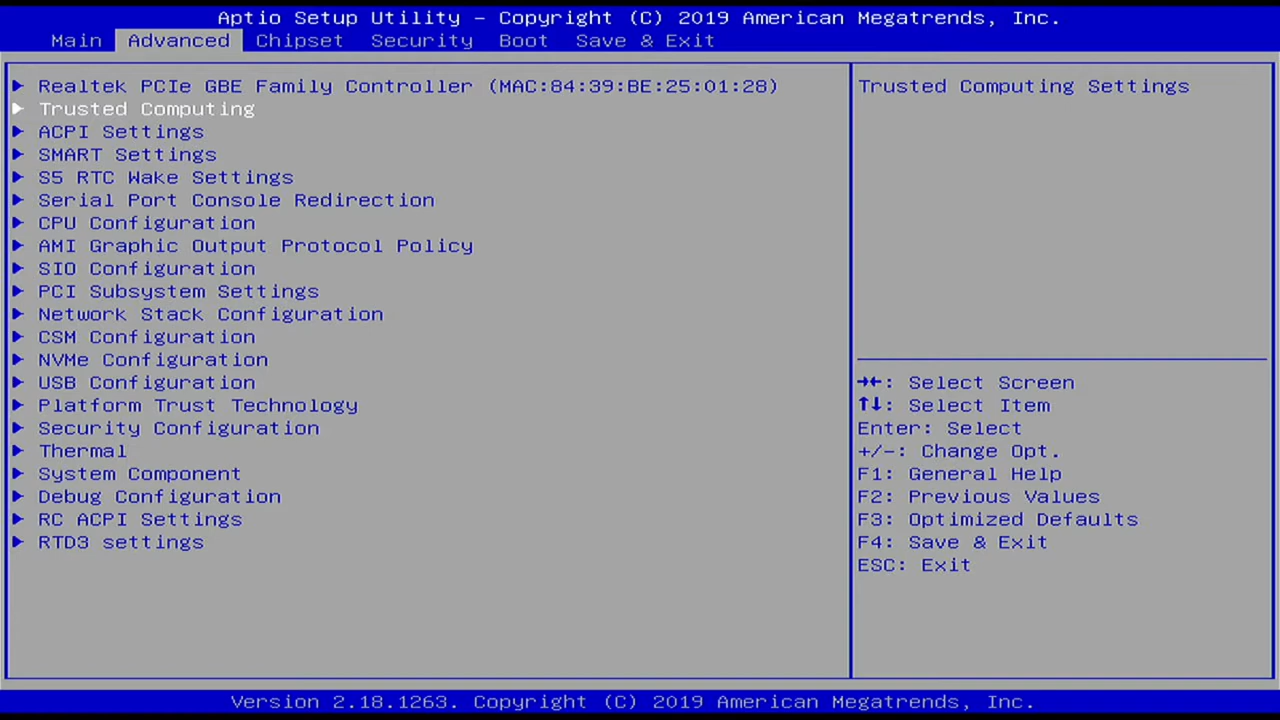 Aptio Setup Utility – Copyright (C) 2019 American Megatrends, Inc.
Main Advanced Chipset Security Boot Save & Exit
Realtek PCIe GBE Family Controller (MAC:84:39:BE:25:01:28)
Trusted Computing
ACPI Settings
SMART Settings
S5 RTC Wake Settings
Serial Port Console Redirection
CPU Configuration
AMI Graphic Output Protocol Policy
SIO Configuration
PCI Subsystem Settings
Network Stack Configuration
CSM Configuration
NVMe Configuration
USB Configuration
Platform Trust Technology
Security Configuration
Thermal
System Component
Debug Configuration
RC ACPI Settings
RTD3 settings
Trusted Computing Settings
→←: Select Screen
↑↓: Select Item
Enter: Select
+/-: Change Opt.
F1: General Help
F2: Previous Values
F3: Optimized Defaults
F4: Save & Exit
ESC: Exit
Version 2.18.1263. Copyright (C) 2019 American Megatrends, Inc.